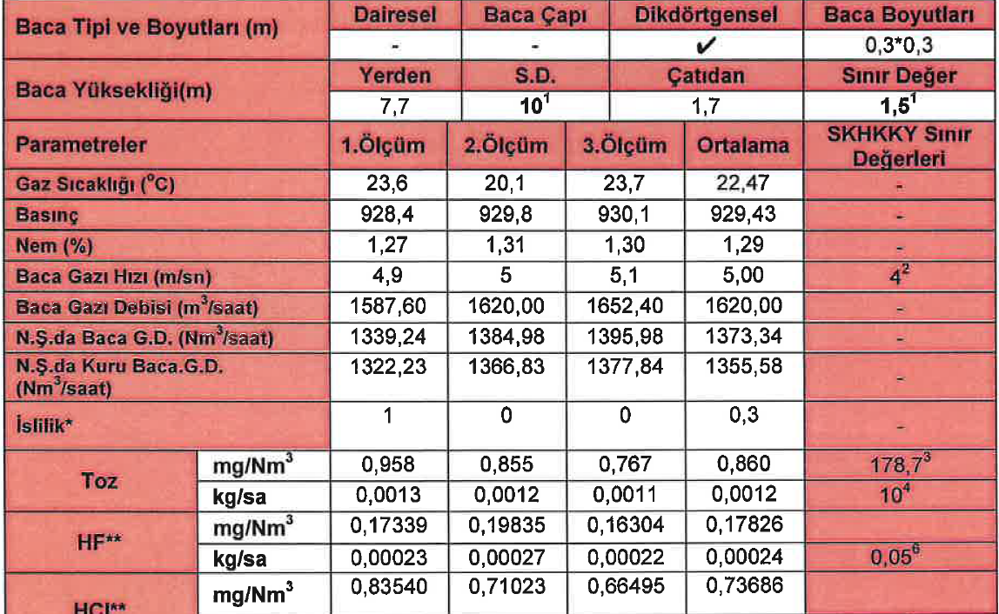 Baca Tipi ve Boyutları (m) Dairesel Baca Çapı Dikdörtgensel Baca Boyutları
- - ✔ 0,3*0,3
Baca Yüksekliği(m) Yerden S.D. Çatıdan Sınır Değer
7,7 10¹ 1,7 1,5¹
Parametreler 1.Ölçüm 2.Ölçüm 3.Ölçüm Ortalama SKHKKY Sınır
Değerleri
Gaz Sıcaklığı (°C) 23,6 20,1 23,7 22,47 -
Basınç 928,4 929,8 930,1 929,43 -
Nem (%) 1,27 1,31 1,30 1,29 -
Baca Gazı Hızı (m/sn) 4,9 5 5,1 5,00 4²
Baca Gazı Debisi (m³/saat) 1587,60 1620,00 1652,40 1620,00 -
N.Ş.da Baca G.D. (Nm³/saat) 1339,24 1384,98 1395,98 1373,34 -
N.Ş.da Kuru Baca.G.D. 1322,23 1366,83 1377,84 1355,58 -
(Nm³/saat)
İslilik* 1 0 0 0,3 -
Toz mg/Nm³ 0,958 0,855 0,767 0,860 178,7³
kg/sa 0,0013 0,0012 0,0011 0,0012 10⁴
HF** mg/Nm³ 0,17339 0,19835 0,16304 0,17826
kg/sa 0,00023 0,00027 0,00022 0,00024 0,05⁶
HCl** mg/Nm³ 0,83540 0,71023 0,66495 0,73686